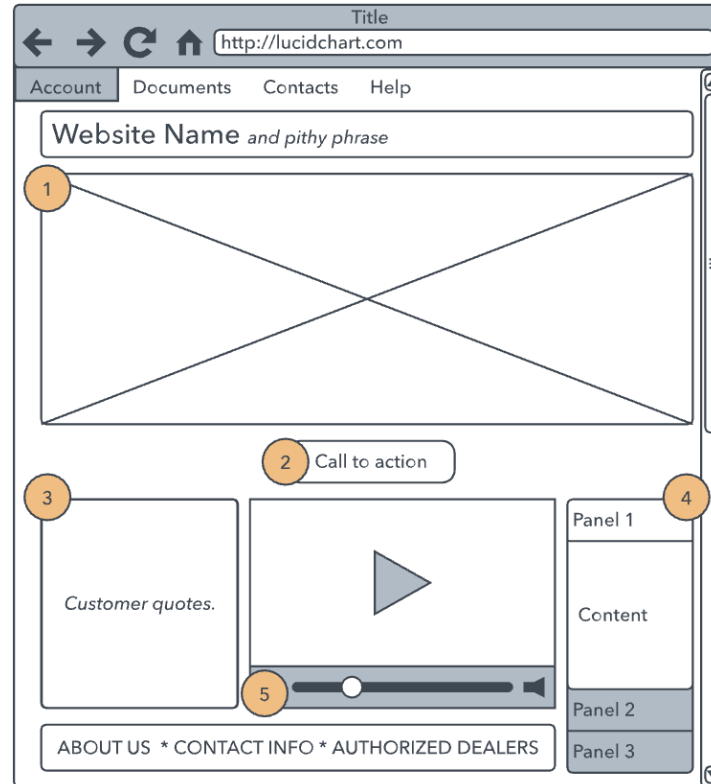 Title
http://lucidchart.com
Account Documents Contacts Help
Website Name and pithy phrase
1
2 Call to action
3
4
Panel 1
Customer quotes.
Content
5
Panel 2
ABOUT US * CONTACT INFO * AUTHORIZED DEALERS
Panel 3